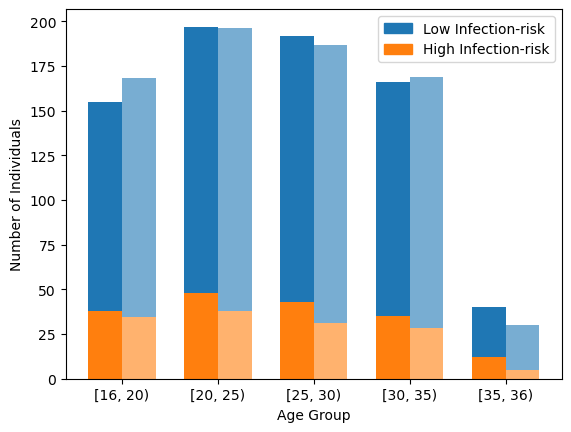 Low Infection-risk
High Infection-risk
Number of Individuals
200
175
150
125
100
75
50
25
0
[16, 20) [20, 25) [25, 30) [30, 35) [35, 36)
Age Group